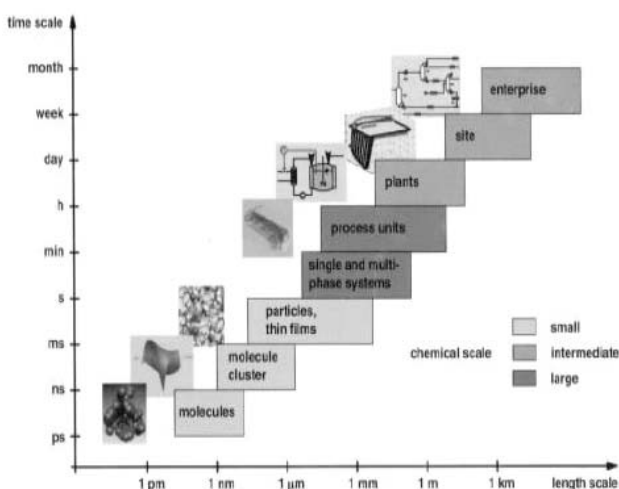 time scale
month
week
day
h
min
s
ms
ns
ps
enterprise
site
plants
process units
single and multi-
phase systems
particles,
thin films
molecule
cluster
molecules
chemical scale
small
intermediate
large
1 pm
1 nm
1 µm
1 mm
1 m
1 km
length scale